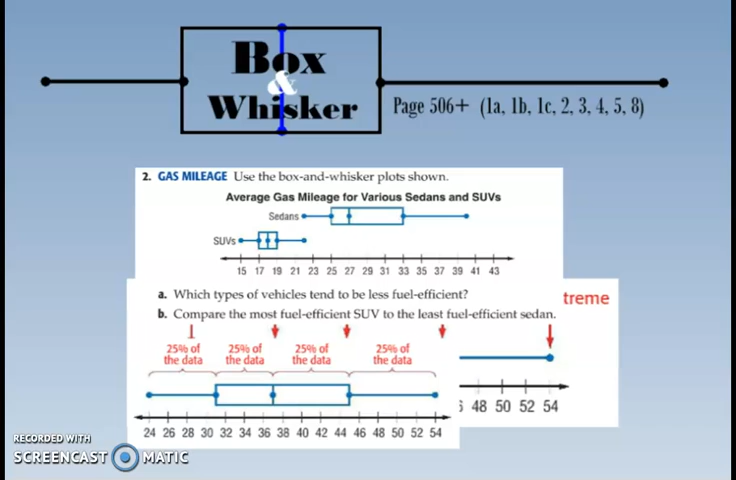 Box
&
Whisker
Page 506+ (1a, 1b, 1c, 2, 3, 4, 5, 8)
2. GAS MILEAGE Use the box-and-whisker plots shown.
Average Gas Mileage for Various Sedans and SUVs
Sedans
SUVs
15 17 19 21 23 25 27 29 31 33 35 37 39 41 43
a. Which types of vehicles tend to be less fuel-efficient?
b. Compare the most fuel-efficient SUV to the least fuel-efficient sedan.
treme
25% of the data
25% of the data
25% of the data
25% of the data
24 26 28 30 32 34 36 38 40 42 44 46 48 50 52 54
48 50 52 54
RECORDED WITH
SCREENCAST MATIC